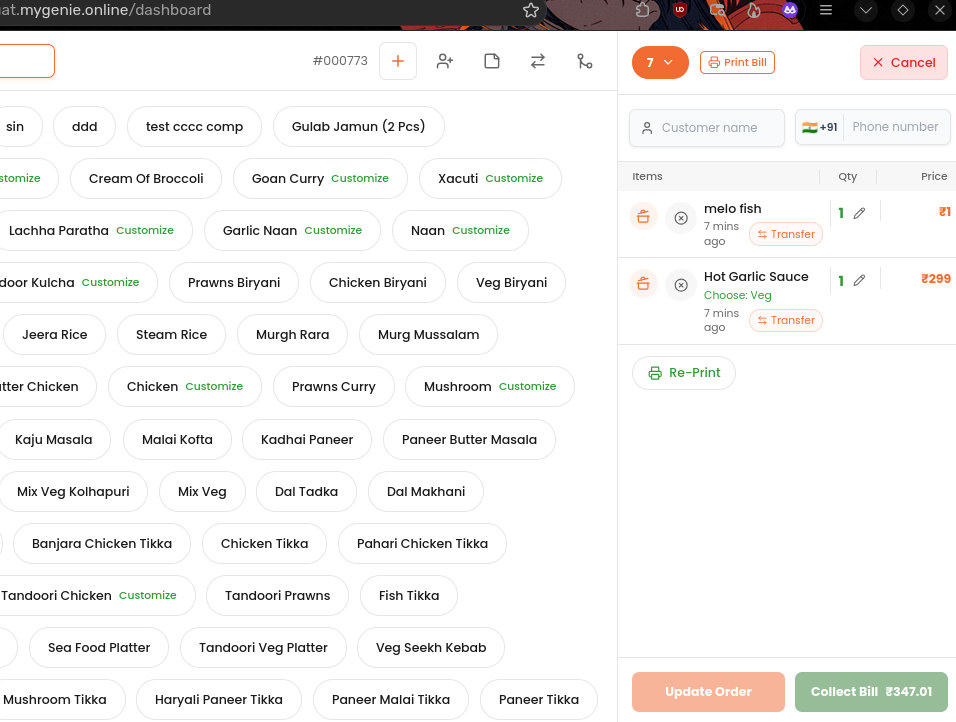 at.mygenie.online/dashboard
#000773
7
Print Bill
Cancel
sin
ddd
test cccc comp
Gulab Jamun (2 Pcs)
+91
Customer name
Phone number
stomize
Cream Of Broccoli
Goan Curry Customize
Xacuti Customize
Items
Qty
Price
Lachha Paratha Customize
Garlic Naan Customize
Naan Customize
melo fish
1
₹1
7 mins
ago
Transfer
door Kulcha Customize
Prawns Biryani
Chicken Biryani
Veg Biryani
Hot Garlic Sauce
1
₹299
Choose: Veg
7 mins
ago
Transfer
Jeera Rice
Steam Rice
Murgh Rara
Murg Mussalam
Re-Print
tter Chicken
Chicken Customize
Prawns Curry
Mushroom Customize
Kaju Masala
Malai Kofta
Kadhai Paneer
Paneer Butter Masala
Mix Veg Kolhapuri
Mix Veg
Dal Tadka
Dal Makhani
Banjara Chicken Tikka
Chicken Tikka
Pahari Chicken Tikka
Tandoori Chicken Customize
Tandoori Prawns
Fish Tikka
Sea Food Platter
Tandoori Veg Platter
Veg Seekh Kebab
Mushroom Tikka
Haryali Paneer Tikka
Paneer Malai Tikka
Paneer Tikka
Update Order
Collect Bill ₹347.01